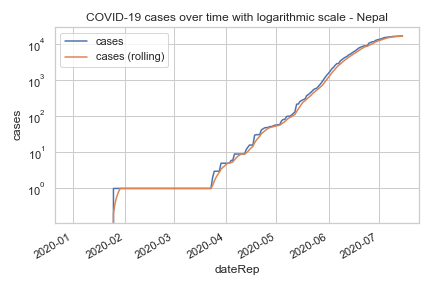 COVID-19 cases over time with logarithmic scale - Nepal
cases
cases (rolling)
10^4
10^3
10^2
10^1
10^0
cases
2020-01
2020-02
2020-03
2020-04
2020-05
2020-06
2020-07
dateRep